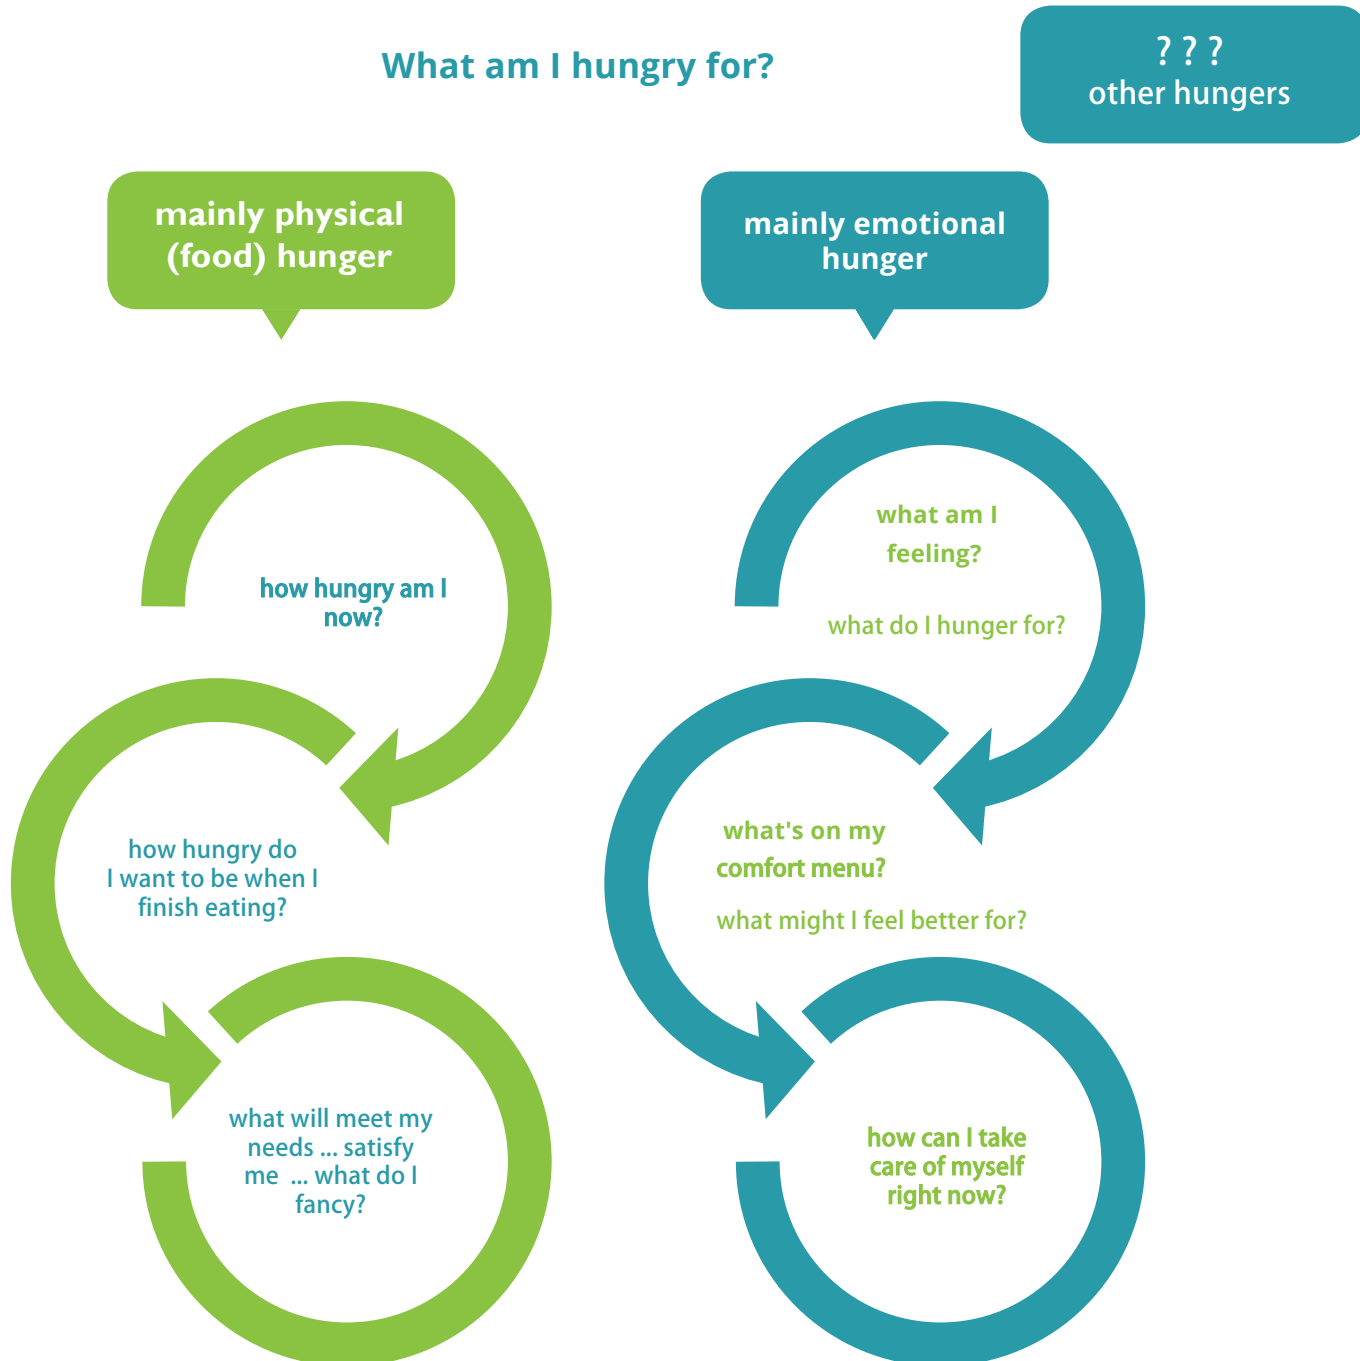 What am I hungry for?
? ? ?
other hungers
mainly physical
(food) hunger
how hungry am I
now?
how hungry do
I want to be when I
finish eating?
what will meet my
needs ... satisfy
me ... what do I
fancy?
mainly emotional
hunger
what am I
feeling?
what do I hunger for?
what's on my
comfort menu?
what might I feel better for?
how can I take
care of myself
right now?